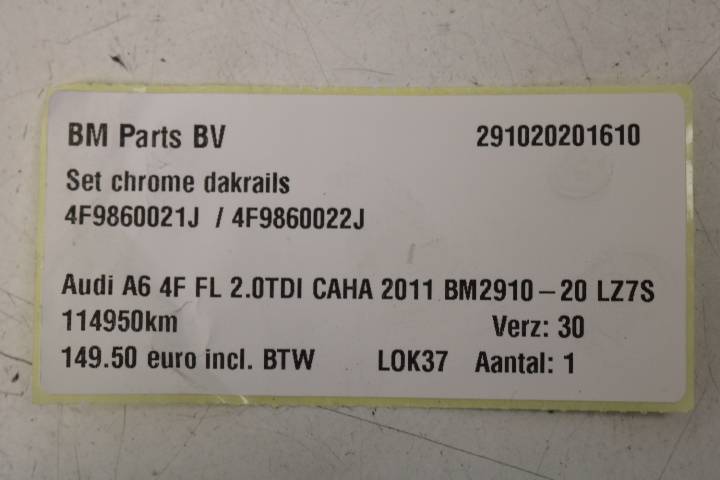 BM Parts BV 291020201610
Set chrome dakrails
4F9860021J / 4F9860022J
Audi A6 4F FL 2.0TDI CAHA 2011 BM2910-20 LZ7S
114950km Verz: 30
149.50 euro incl. BTW LOK37 Aantal: 1